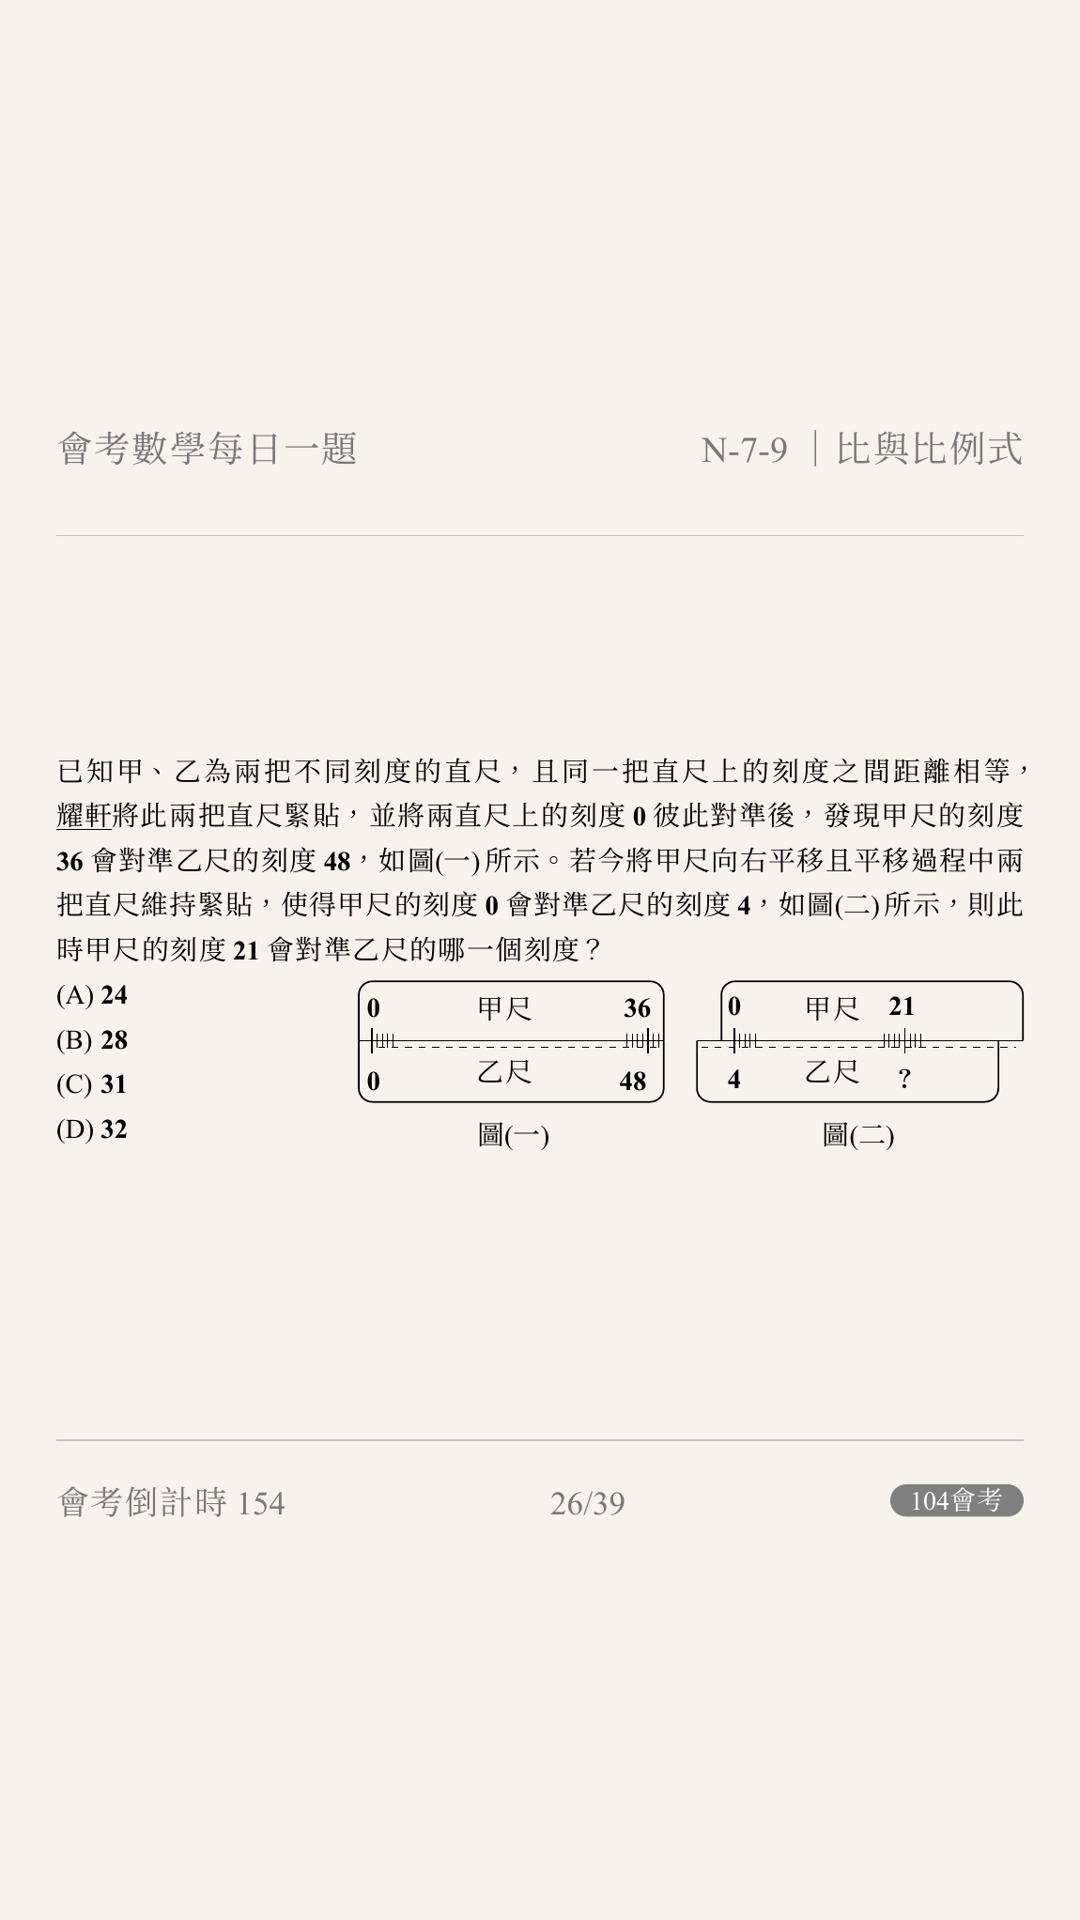 會考數學每日一題
N-7-9 ｜比與比例式
已知甲、乙為兩把不同刻度的直尺，且同一把直尺上的刻度之間距離相等，
耀軒將此兩把直尺緊貼，並將兩直尺上的刻度 0 彼此對準後，發現甲尺的刻度
36 會對準乙尺的刻度 48，如圖(一)所示。若今將甲尺向右平移且平移過程中兩
把直尺維持緊貼，使得甲尺的刻度 0 會對準乙尺的刻度 4，如圖(二)所示，則此
時甲尺的刻度 21 會對準乙尺的哪一個刻度？
(A) 24
(B) 28
(C) 31
(D) 32
0 甲尺 36
0 乙尺 48
圖(一)
0 甲尺 21
4 乙尺 ?
圖(二)
會考倒計時 154
26/39
104會考